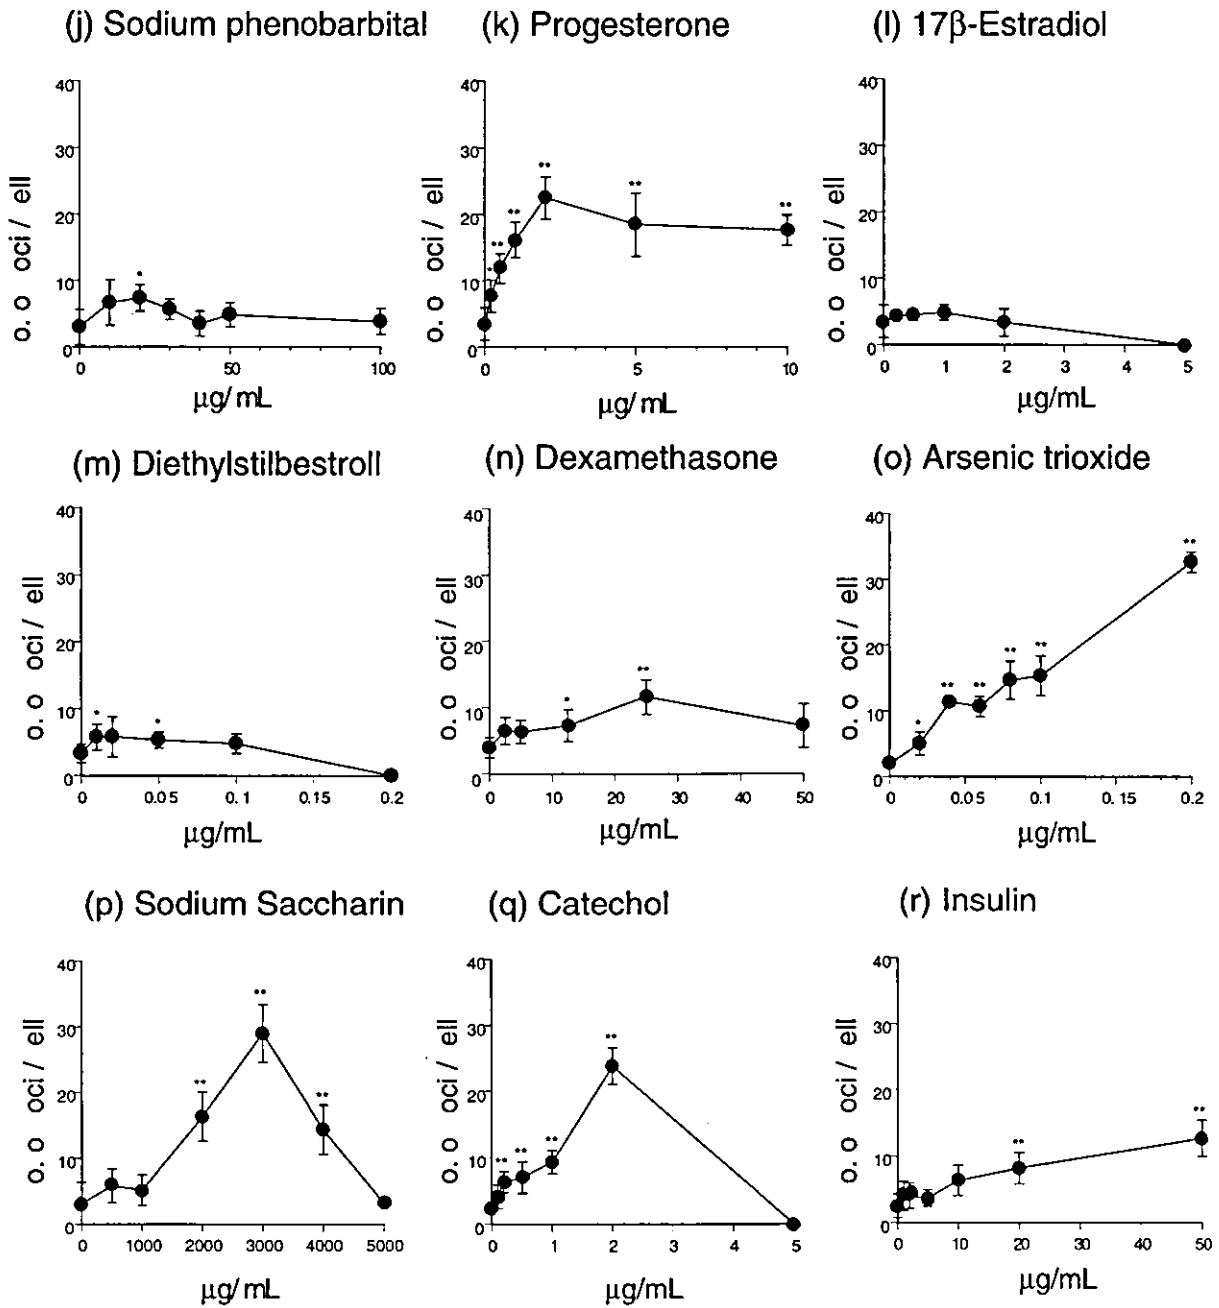 (j) Sodium phenobarbital
(k) Progesterone
(l) 17β-Estradiol
40
30
20
10
0
o. o oci / ell
*
0 50 100
μg/mL
40
30
20
10
0
o. o oci / ell
* ** ** ** ** **
0 5 10
μg/mL
40
30
20
10
0
o. o oci / ell
0 1 2 3 4 5
μg/mL
(m) Diethylstilbestroll
(n) Dexamethasone
(o) Arsenic trioxide
40
30
20
10
0
o. o oci / ell
* *
0 0.05 0.1 0.15 0.2
μg/mL
40
30
20
10
0
o. o oci / ell
* **
0 10 20 30 40 50
μg/mL
40
30
20
10
0
o. o oci / ell
* ** ** ** ** **
0 0.05 0.1 0.15 0.2
μg/mL
(p) Sodium Saccharin
(q) Catechol
(r) Insulin
40
30
20
10
0
o. o oci / ell
** ** **
0 1000 2000 3000 4000 5000
μg/mL
40
30
20
10
0
o. o oci / ell
** ** ** **
0 1 2 3 4 5
μg/mL
40
30
20
10
0
o. o oci / ell
** **
0 10 20 30 40 50
μg/mL